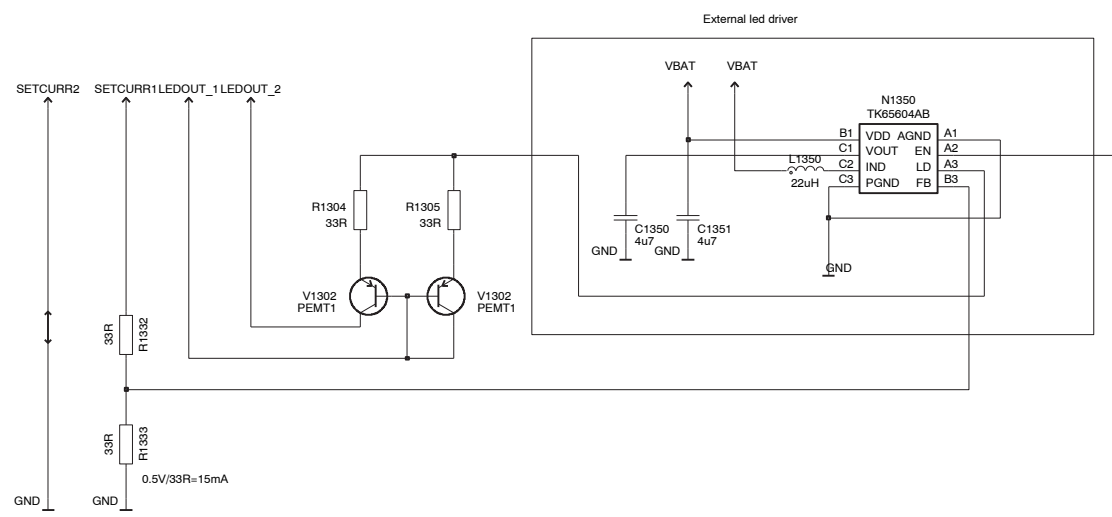 External led driver
VBAT VBAT
SETCURR2 SETCURR1 LEDOUT_1 LEDOUT_2
N1350
TK65604AB
B1 VDD AGND A1
C1 VOUT EN A2
C2 IND LD A3
C3 PGND FB B3
L1350
22uH
R1304
33R
R1305
33R
C1350
4u7
GND
C1351
4u7
GND
GND
V1302
PEMT1
V1302
PEMT1
33R
R1332
33R
R1333
0.5V/33R=15mA
GND GND